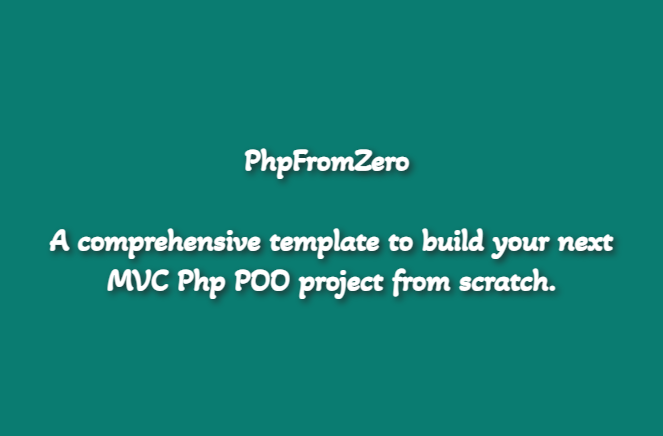 PhpFromZero
A comprehensive template to build your next
MVC Php POO project from scratch.